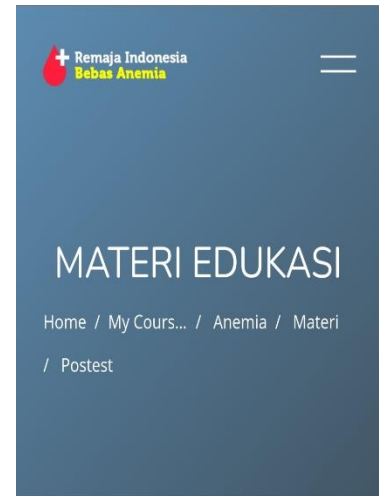 Remaja Indonesia
Bebas Anemia
MATERI EDUKASI
Home / My Cours... / Anemia / Materi
/ Postest